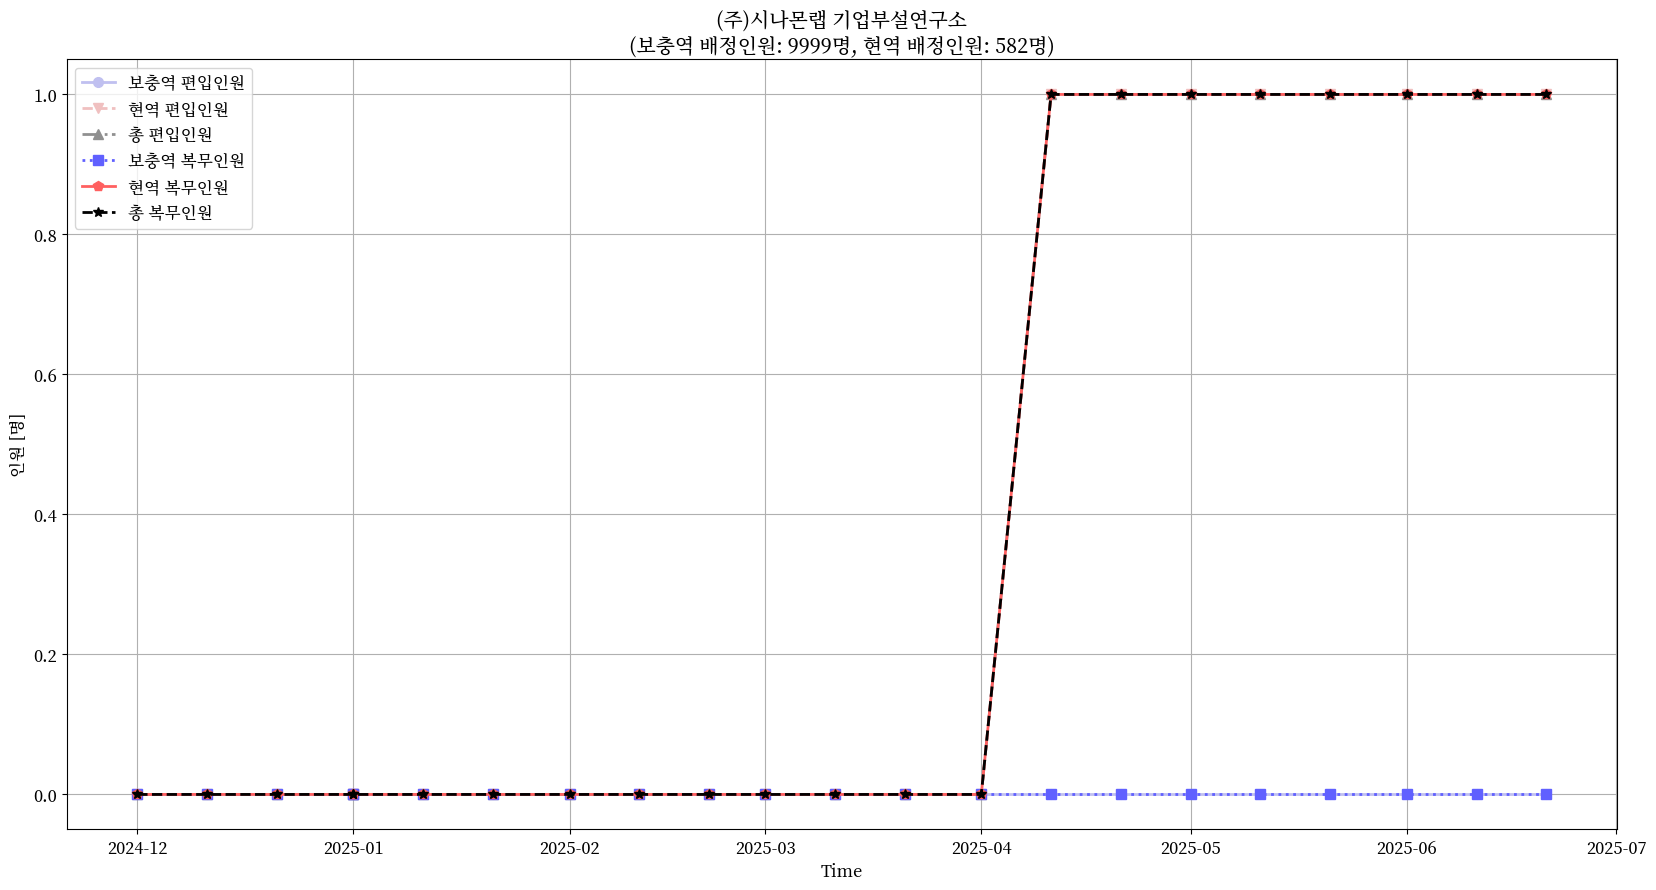 (주)시나몬랩 기업부설연구소
(보충역 배정인원: 9999명, 현역 배정인원: 582명)
보충역 편입인원
현역 편입인원
총 편입인원
보충역 복무인원
현역 복무인원
총 복무인원
1.0
0.8
0.6
0.4
0.2
0.0
인원 [명]
2024-12
2025-01
2025-02
2025-03
2025-04
2025-05
2025-06
2025-07
Time